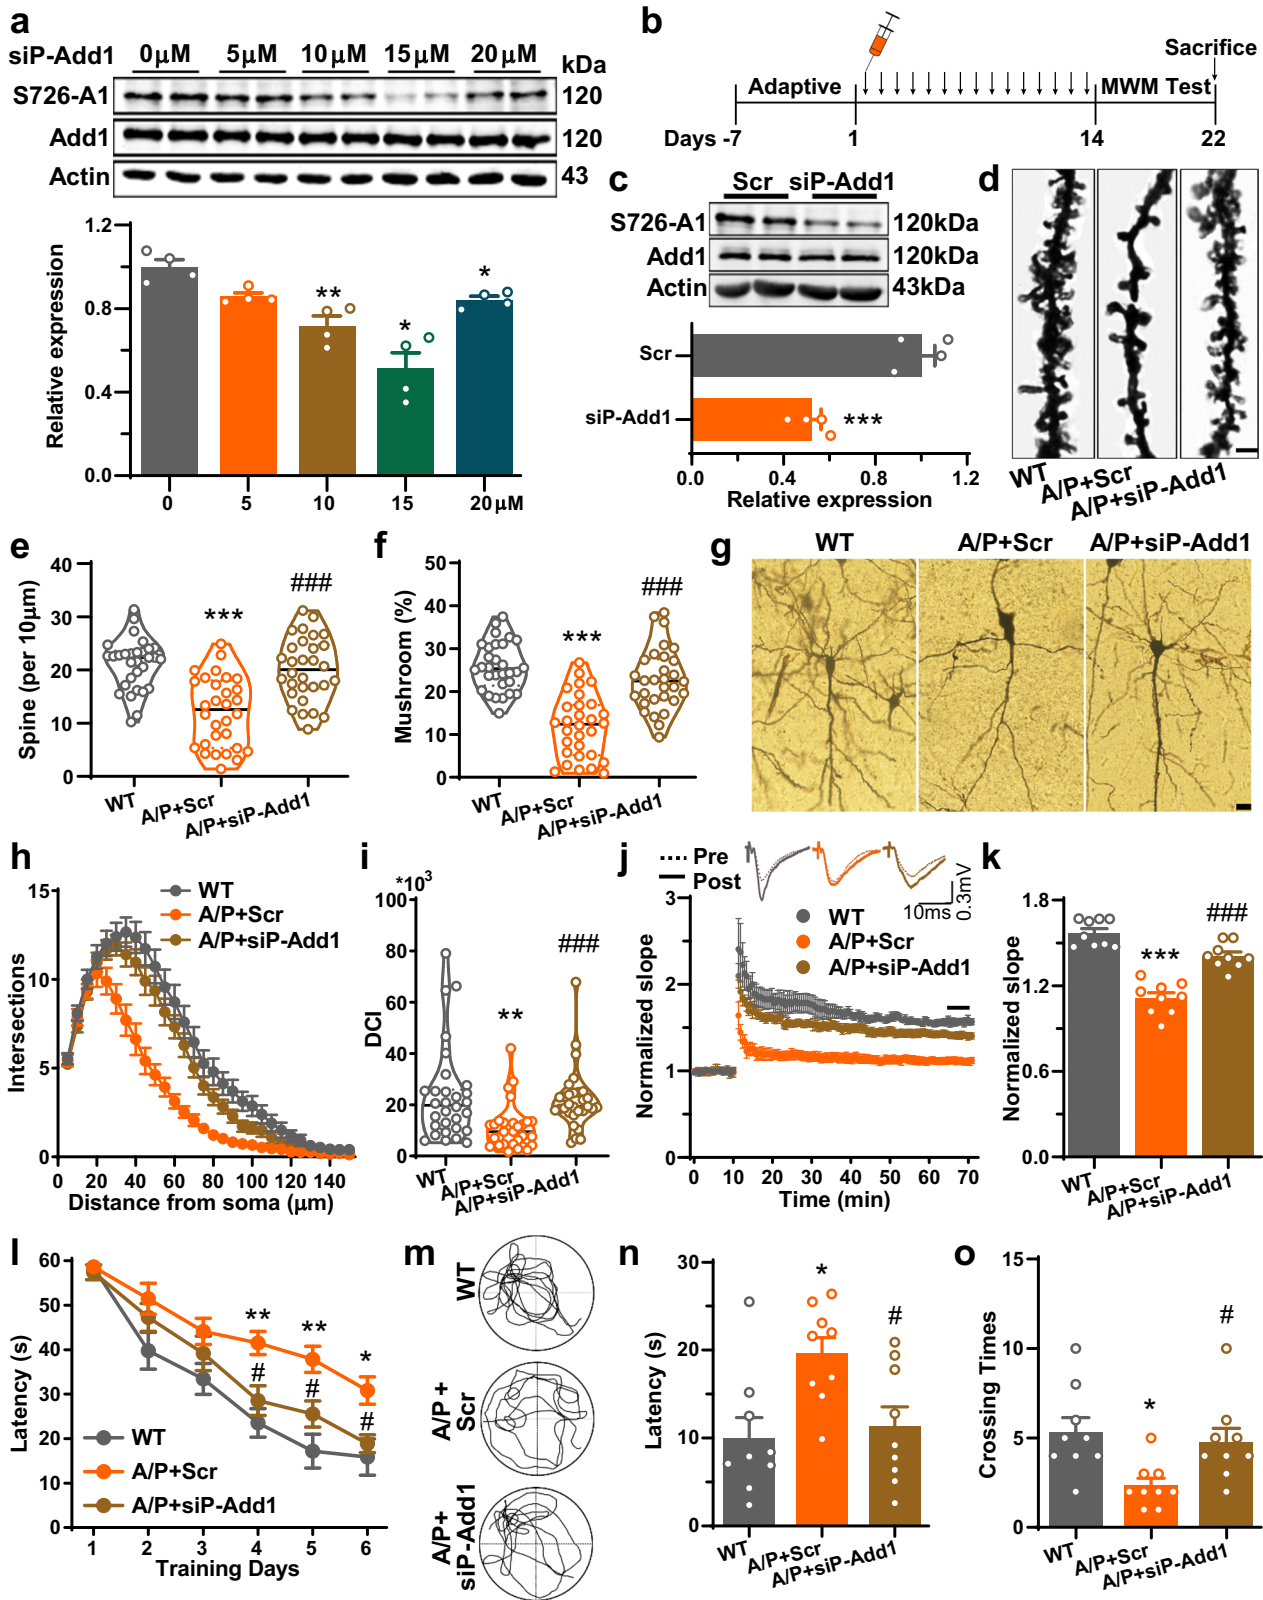 a
siP-Add1 0μM 5μM 10μM 15μM 20μM kDa
S726-A1 120
Add1 120
Actin 43
Relative expression
1.2
0.8
0.4
0.0
** * *
0 5 10 15 20μM
b
Sacrifice
Adaptive MWM Test
Days -7 1 14 22
c
Scr siP-Add1
S726-A1 120kDa
Add1 120kDa
Actin 43kDa
Scr
siP-Add1 ***
0.0 0.4 0.8 1.2
Relative expression
d
WT A/P+Scr A/P+siP-Add1
e
Spine (per 10μm)
40
30
20
10
0
*** ###
WT A/P+Scr A/P+siP-Add1
f
Mushroom (%)
50
40
30
20
10
0
*** ###
WT A/P+Scr A/P+siP-Add1
g
WT A/P+Scr A/P+siP-Add1
h
Intersections
15
10
5
0
WT
A/P+Scr
A/P+siP-Add1
0 20 40 60 80 100 120 140
Distance from soma (μm)
i
*10³
DCI
100
80
60
40
20
0
** ###
WT A/P+Scr A/P+siP-Add1
j
Pre
Post
10ms 0.3mV
Normalized slope
3
2
1
0
WT
A/P+Scr
A/P+siP-Add1
0 10 20 30 40 50 60 70
Time (min)
k
Normalized slope
1.8
1.2
0.6
0.0
*** ###
WT A/P+Scr A/P+siP-Add1
l
Latency (s)
60
50
40
30
20
10
0
** ** *
# # #
WT
A/P+Scr
A/P+siP-Add1
1 2 3 4 5 6
Training Days
m
WT
A/P+
Scr
A/P+
siP-Add1
n
Latency (s)
30
20
10
0
* #
WT A/P+Scr A/P+siP-Add1
o
Crossing Times
15
10
5
0
* #
WT A/P+Scr A/P+siP-Add1